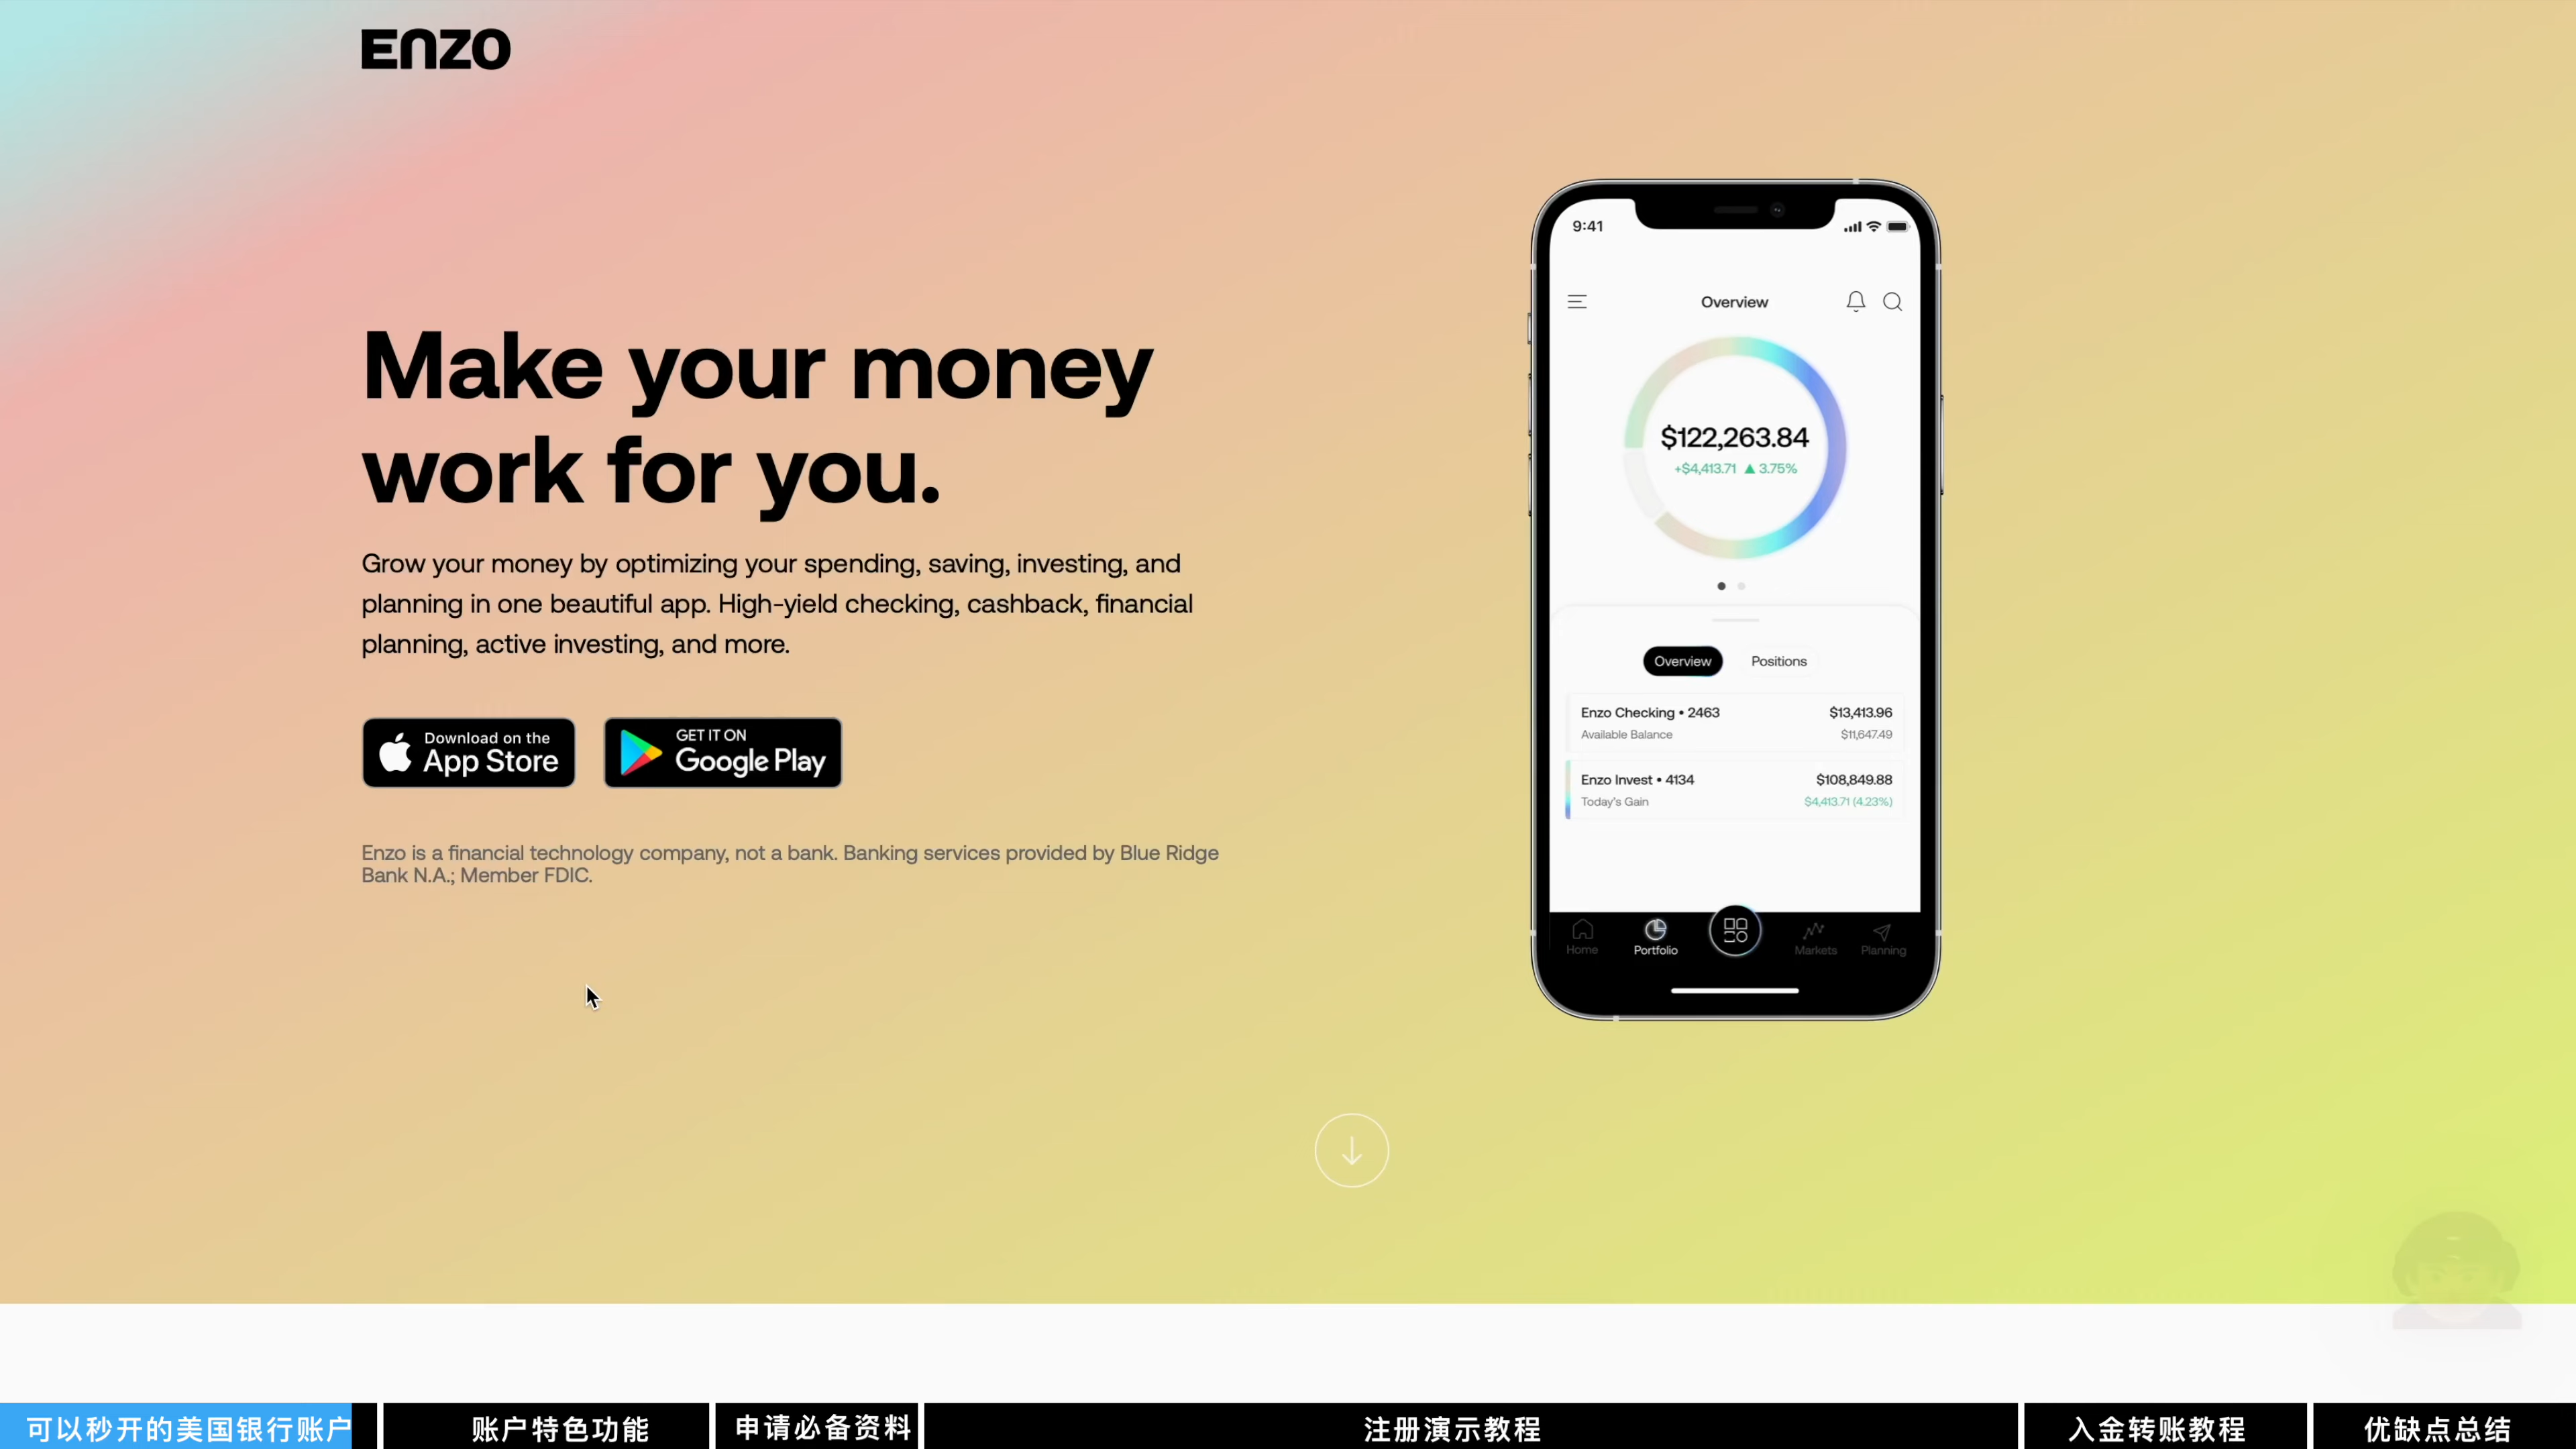 ENZO
Make your money
work for you.
Grow your money by optimizing your spending, saving, investing, and
planning in one beautiful app. High-yield checking, cashback, financial
planning, active investing, and more.
Download on the
App Store
GET IT ON
Google Play
Enzo is a financial technology company, not a bank. Banking services provided by Blue Ridge
Bank N.A.; Member FDIC.
9:41
Overview
$122,263.84
+$4,413.71 ▲ 3.75%
Overview
Positions
Enzo Checking • 2463
$13,413.96
Available Balance
$11,647.49
Enzo Invest • 4134
$108,849.88
Today's Gain
$4,413.71 (4.23%)
Home
Portfolio
Markets
Planning
可以秒开的美国银行账户
账户特色功能
申请必备资料
注册演示教程
入金转账教程
优缺点总结